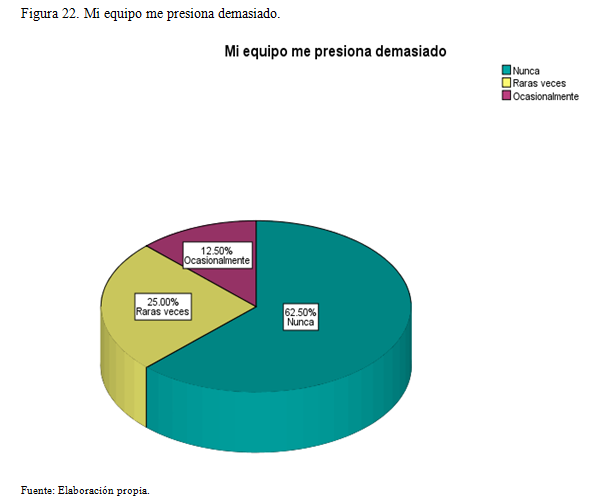 Figura 22. Mi equipo me presiona demasiado.
Mi equipo me presiona demasiado
Nunca
Raras veces
Ocasionalmente
12.50%
Ocasionalmente
25.00%
Raras veces
62.50%
Nunca
Fuente: Elaboración propia.